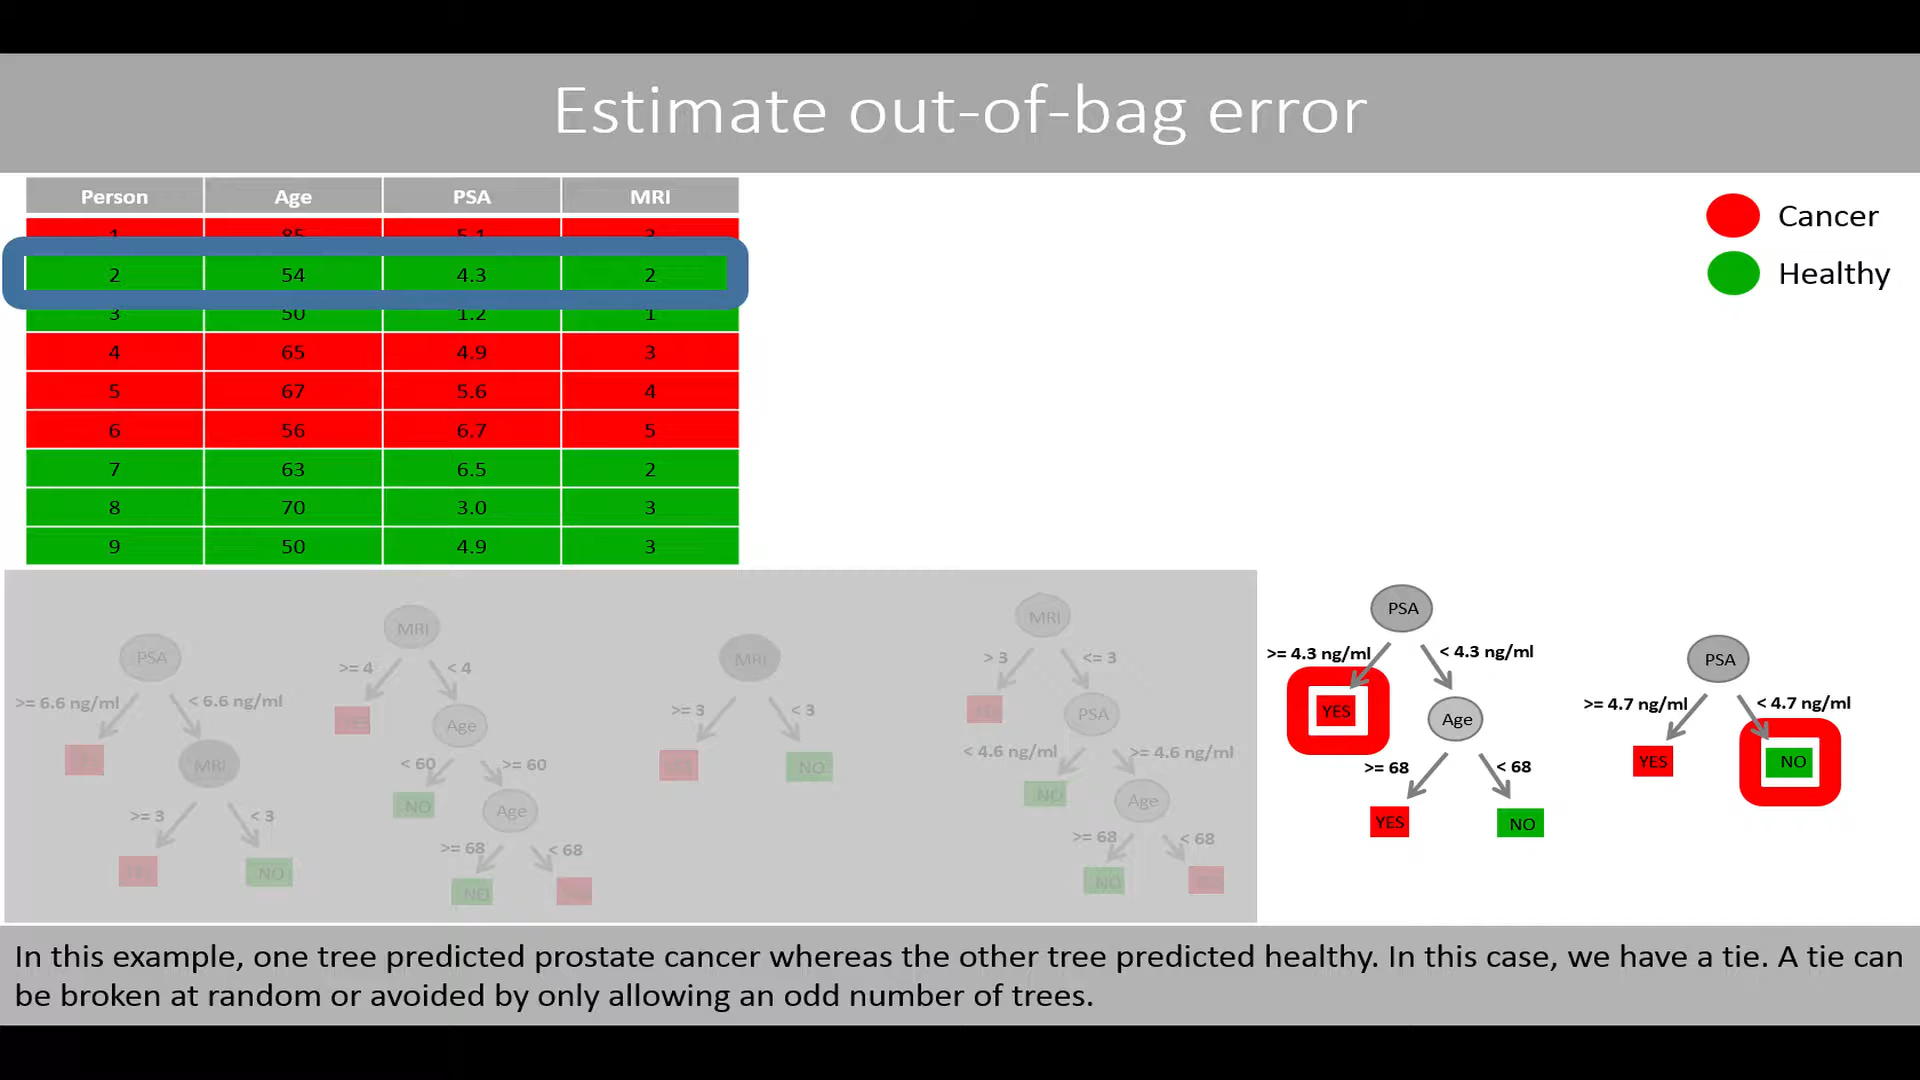 Estimate out-of-bag error
Person Age PSA MRI
1 85 5.1 3
2 54 4.3 2
3 50 1.2 1
4 65 4.9 3
5 67 5.6 4
6 56 6.7 5
7 63 6.5 2
8 70 3.0 3
9 50 4.9 3
Cancer
Healthy
PSA
>= 6.6 ng/ml
< 6.6 ng/ml
YES
MRI
>= 3
< 3
YES
NO
MRI
>= 4
< 4
YES
Age
< 60
>= 60
NO
Age
>= 68
< 68
NO
YES
MRI
>= 3
< 3
YES
NO
MRI
> 3
<= 3
YES
PSA
< 4.6 ng/ml
>= 4.6 ng/ml
NO
Age
>= 68
< 68
NO
YES
PSA
>= 4.3 ng/ml
< 4.3 ng/ml
YES
Age
>= 68
< 68
YES
NO
PSA
>= 4.7 ng/ml
< 4.7 ng/ml
YES
NO
In this example, one tree predicted prostate cancer whereas the other tree predicted healthy. In this case, we have a tie. A tie can
be broken at random or avoided by only allowing an odd number of trees.